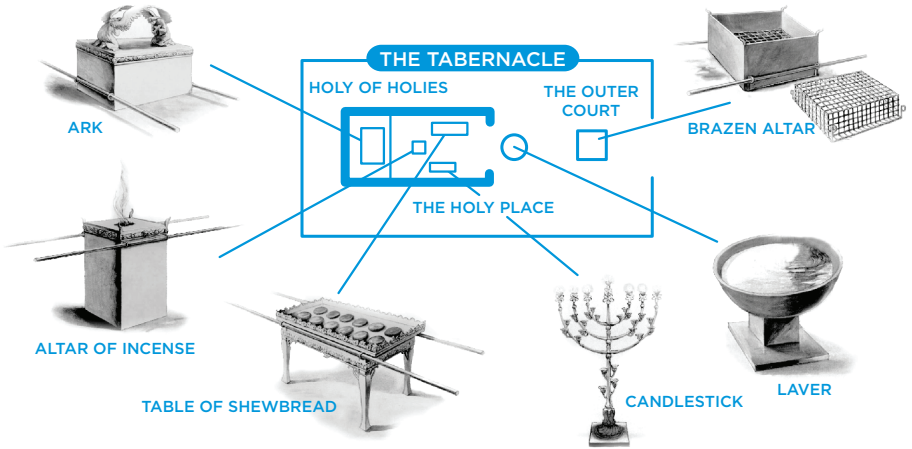 THE TABERNACLE
HOLY OF HOLIES
THE OUTER
COURT
ARK
BRAZEN ALTAR
THE HOLY PLACE
ALTAR OF INCENSE
TABLE OF SHEWBREAD
CANDLESTICK
LAVER